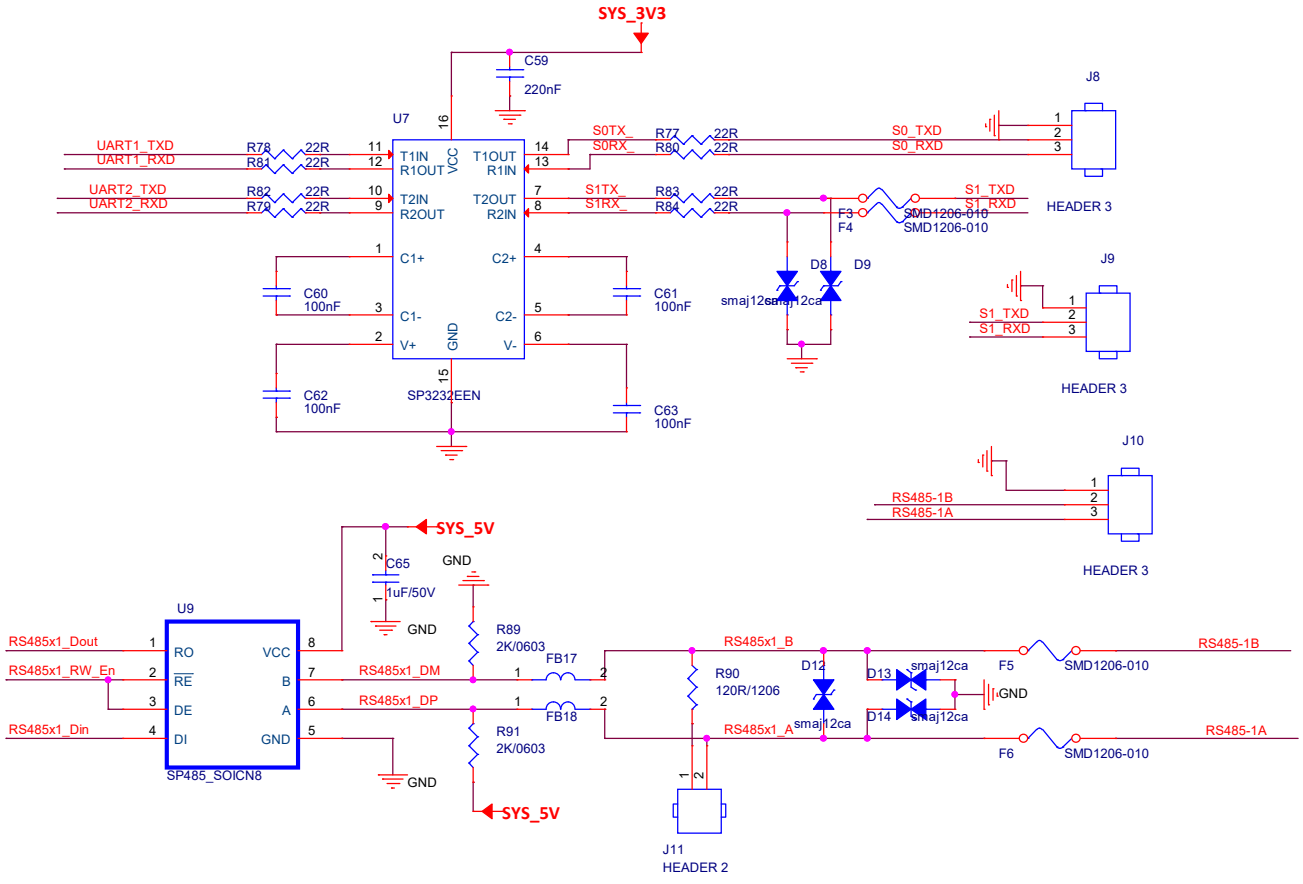 SYS_3V3
C59
220nF
J8
U7
16
1
2
3
HEADER 3
UART1_TXD
R78
22R
11
T1IN
VCC
T1OUT
14
S0TX_
R77
22R
S0_TXD
UART1_RXD
R81
22R
12
R1OUT
R1IN
13
S0RX_
R80
22R
S0_RXD
UART2_TXD
R82
22R
10
T2IN
T2OUT
7
S1TX_
R83
22R
S1_TXD
UART2_RXD
R79
22R
9
R2OUT
R2IN
8
S1RX_
R84
22R
S1_RXD
F3
SMD1206-010
F4
SMD1206-010
1
C1+
C2+
4
D8
D9
smaj12ca
smaj12ca
C60
100nF
C61
100nF
3
C1-
C2-
5
2
V+
GND
V-
6
15
SP3232EEN
C62
100nF
C63
100nF
J9
1
S1_TXD
2
S1_RXD
3
HEADER 3
J10
1
RS485-1B
2
RS485-1A
3
HEADER 3
SYS_5V
2
C65
1uF/50V
1
GND
GND
U9
RS485x1_Dout
1
RO
VCC
8
RS485x1_RW_En
2
RE
B
7
RS485x1_DM
3
DE
A
6
RS485x1_DP
RS485x1_Din
4
DI
GND
5
SP485_SOICN8
GND
R89
2K/0603
FB17
1
2
1
2
FB18
R91
2K/0603
SYS_5V
RS485x1_B
R90
120R/1206
RS485x1_A
1
2
J11
HEADER 2
D12
smaj12ca
D13
smaj12ca
D14
smaj12ca
GND
F5
SMD1206-010
RS485-1B
F6
SMD1206-010
RS485-1A